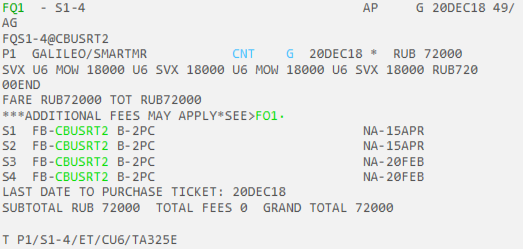 FQ1 - S1-4 AP G 20DEC18 49/
AG
FQS1-4@CBUSRT2
P1 GALILEO/SMARTMR CNT G 20DEC18 * RUB 72000
SVX U6 MOW 18000 U6 SVX 18000 U6 MOW 18000 U6 SVX 18000 RUB720
00END
FARE RUB72000 TOT RUB72000
***ADDITIONAL FEES MAY APPLY*SEE>FO1·
S1 FB-CBUSRT2 B-2PC NA-15APR
S2 FB-CBUSRT2 B-2PC NA-15APR
S3 FB-CBUSRT2 B-2PC NA-20FEB
S4 FB-CBUSRT2 B-2PC NA-20FEB
LAST DATE TO PURCHASE TICKET: 20DEC18
SUBTOTAL RUB 72000 TOTAL FEES 0 GRAND TOTAL 72000
T P1/S1-4/ET/CU6/TA325E